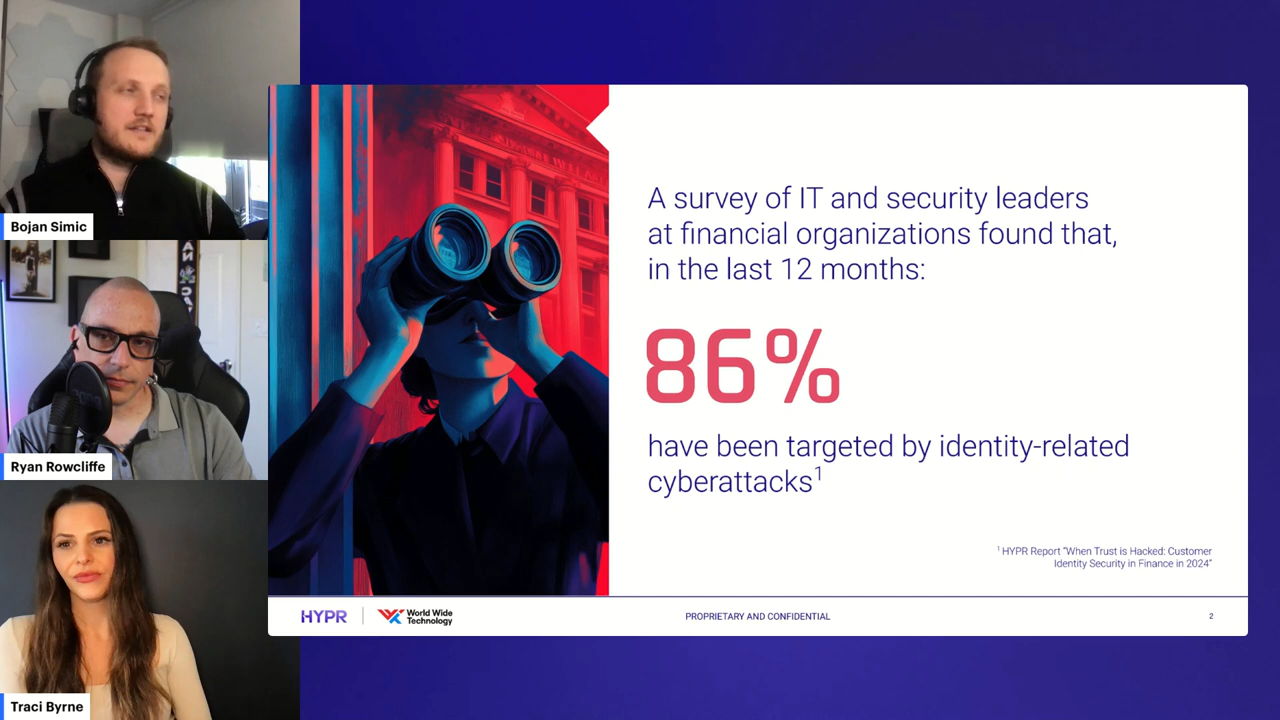 Bojan Simic
Ryan Rowcliffe
Traci Byrne
A survey of IT and security leaders
at financial organizations found that,
in the last 12 months:
86%
have been targeted by identity-related
cyberattacks¹
¹ HYPR Report “When Trust is Hacked: Customer
Identity Security in Finance in 2024”
HYPR
World Wide
Technology
PROPRIETARY AND CONFIDENTIAL
2